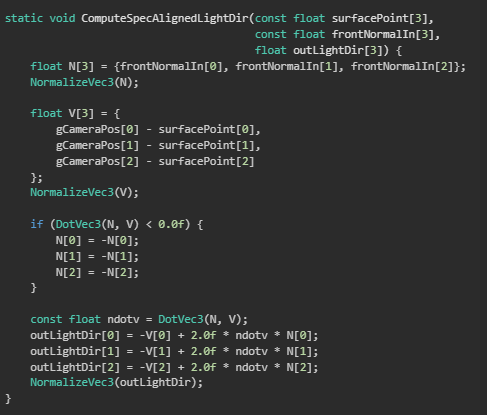 static void ComputeSpecAlignedLightDir(const float surfacePoint[3],
                                       const float frontNormalIn[3],
                                       float outLightDir[3]) {
    float N[3] = {frontNormalIn[0], frontNormalIn[1], frontNormalIn[2]};
    NormalizeVec3(N);

    float V[3] = {
        gCameraPos[0] - surfacePoint[0],
        gCameraPos[1] - surfacePoint[1],
        gCameraPos[2] - surfacePoint[2]
    };
    NormalizeVec3(V);

    if (DotVec3(N, V) < 0.0f) {
        N[0] = -N[0];
        N[1] = -N[1];
        N[2] = -N[2];
    }

    const float ndotv = DotVec3(N, V);
    outLightDir[0] = -V[0] + 2.0f * ndotv * N[0];
    outLightDir[1] = -V[1] + 2.0f * ndotv * N[1];
    outLightDir[2] = -V[2] + 2.0f * ndotv * N[2];
    NormalizeVec3(outLightDir);
}